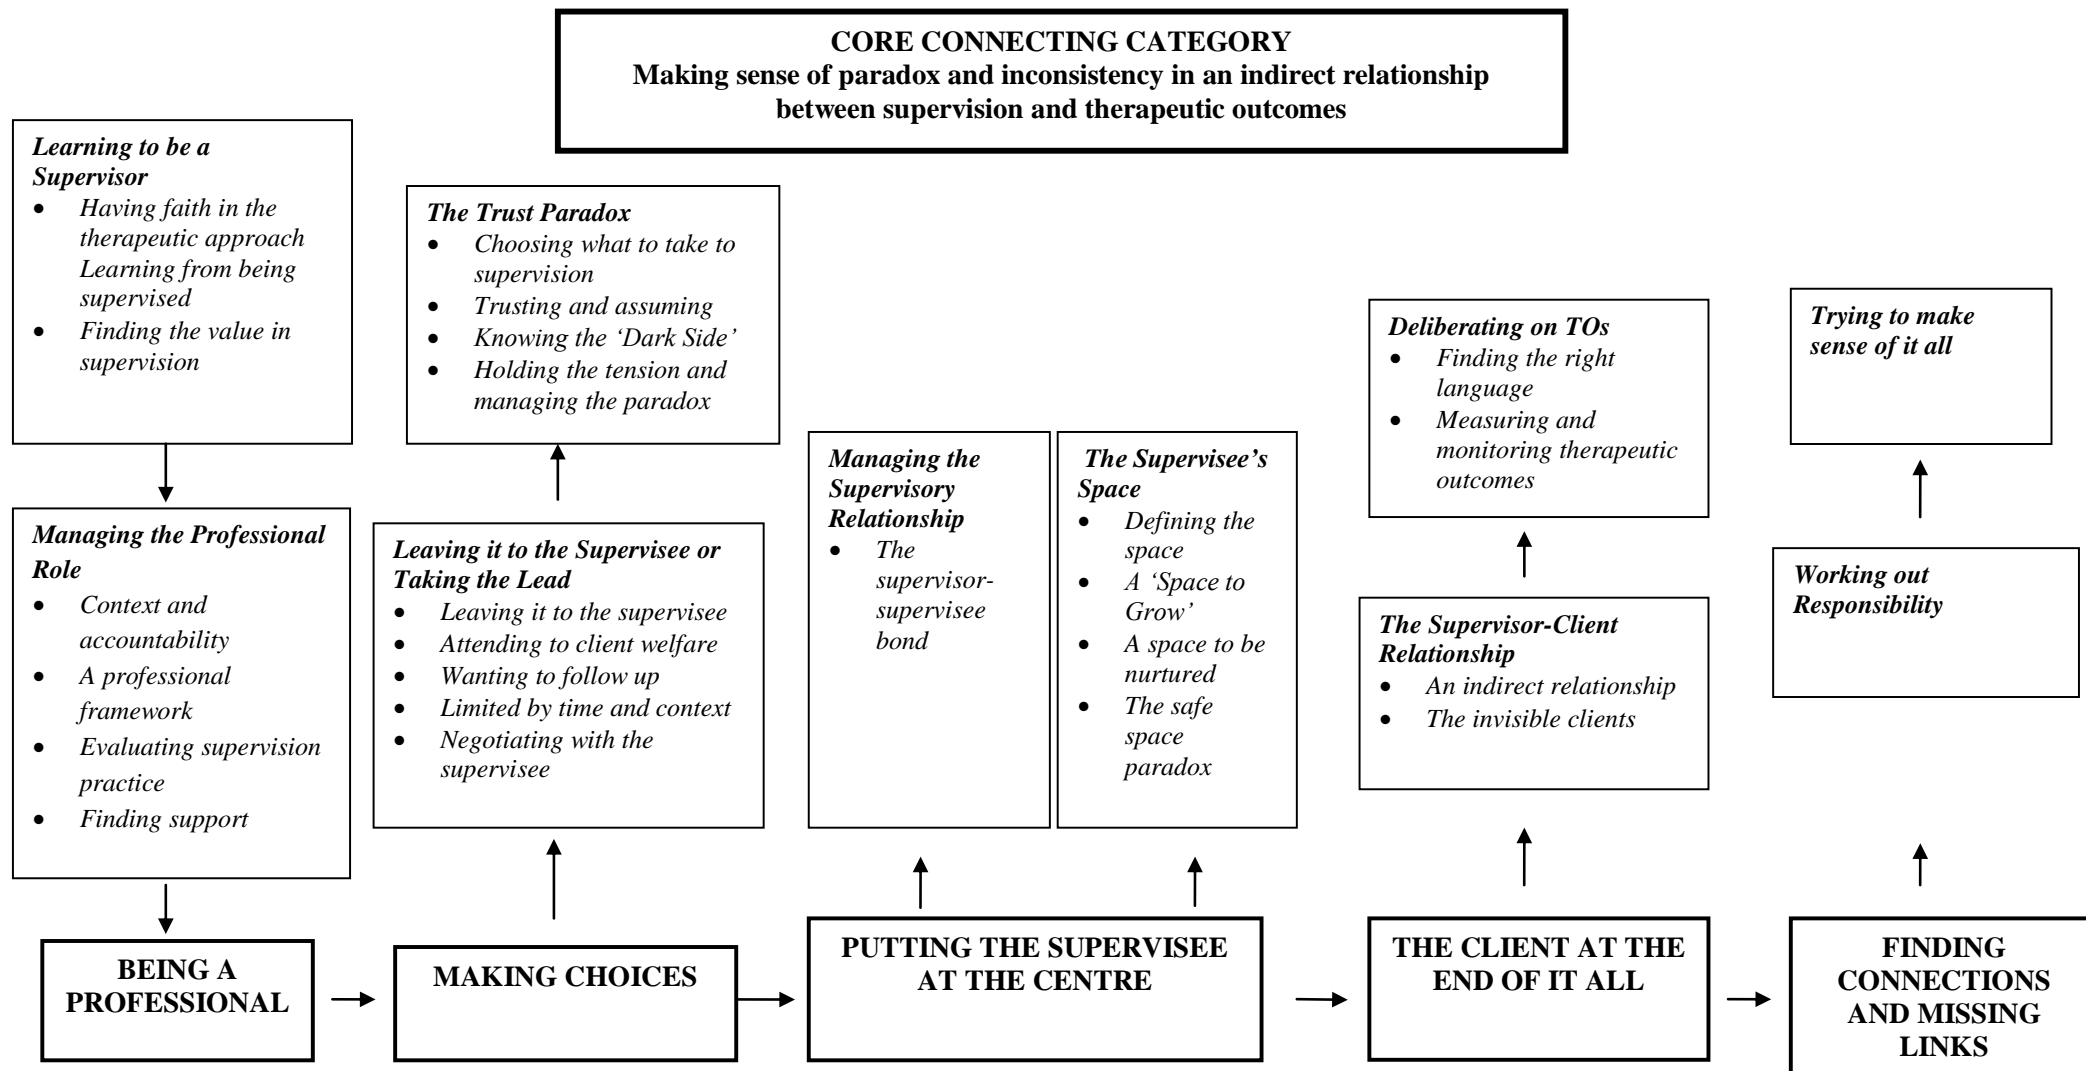 CORE CONNECTING CATEGORY
Making sense of paradox and inconsistency in an indirect relationship
between supervision and therapeutic outcomes
Learning to be a
Supervisor
• Having faith in the
therapeutic approach
Learning from being
supervised
• Finding the value in
supervision
Managing the Professional
Role
• Context and
accountability
• A professional
framework
• Evaluating supervision
practice
• Finding support
BEING A
PROFESSIONAL
The Trust Paradox
• Choosing what to take to
supervision
• Trusting and assuming
• Knowing the ‘Dark Side’
• Holding the tension and
managing the paradox
Leaving it to the Supervisee or
Taking the Lead
• Leaving it to the supervisee
• Attending to client welfare
• Wanting to follow up
• Limited by time and context
• Negotiating with the
supervisee
MAKING CHOICES
Managing the
Supervisory
Relationship
• The
supervisor-
supervisee
bond
The Supervisee’s
Space
• Defining the
space
• A ‘Space to
Grow’
• A space to be
nurtured
• The safe
space
paradox
PUTTING THE SUPERVISEE
AT THE CENTRE
Deliberating on TOs
• Finding the right
language
• Measuring and
monitoring therapeutic
outcomes
The Supervisor-Client
Relationship
• An indirect relationship
• The invisible clients
THE CLIENT AT THE
END OF IT ALL
Trying to make
sense of it all
Working out
Responsibility
FINDING
CONNECTIONS
AND MISSING
LINKS